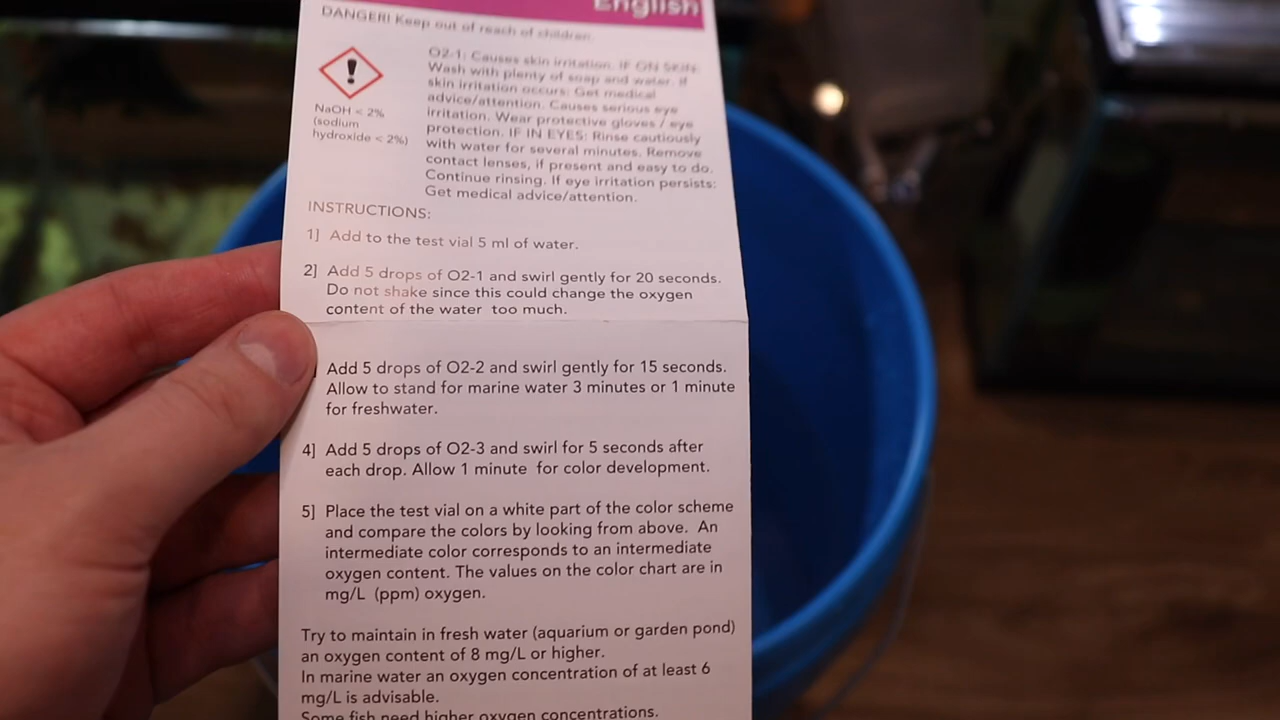 English
DANGER! Keep out of reach of children.
NaOH < 2%
(sodium
hydroxide < 2%)
O2-1: Causes skin irritation. IF ON SKIN:
Wash with plenty of soap and water. If
skin irritation occurs: Get medical
advice/attention. Causes serious eye
irritation. Wear protective gloves / eye
protection. IF IN EYES: Rinse cautiously
with water for several minutes. Remove
contact lenses, if present and easy to do.
Continue rinsing. If eye irritation persists:
Get medical advice/attention.
INSTRUCTIONS:
1] Add to the test vial 5 ml of water.
2] Add 5 drops of O2-1 and swirl gently for 20 seconds.
Do not shake since this could change the oxygen
content of the water too much.
Add 5 drops of O2-2 and swirl gently for 15 seconds.
Allow to stand for marine water 3 minutes or 1 minute
for freshwater.
4] Add 5 drops of O2-3 and swirl for 5 seconds after
each drop. Allow 1 minute for color development.
5] Place the test vial on a white part of the color scheme
and compare the colors by looking from above. An
intermediate color corresponds to an intermediate
oxygen content. The values on the color chart are in
mg/L (ppm) oxygen.
Try to maintain in fresh water (aquarium or garden pond)
an oxygen content of 8 mg/L or higher.
In marine water an oxygen concentration of at least 6
mg/L is advisable.
Some fish need higher oxygen concentrations.